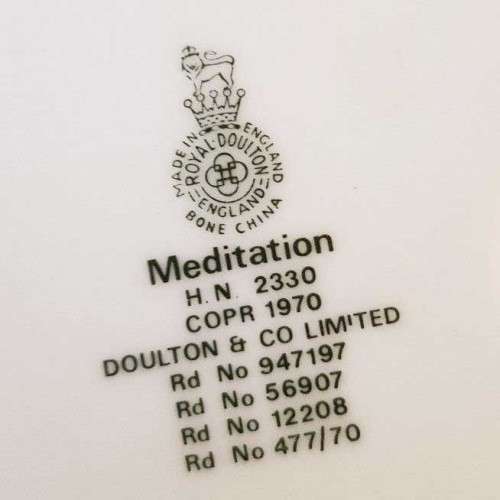 MADE IN ENGLAND
ROYAL·DOULTON
ENGLAND
BONE CHINA
Meditation
H.N. 2330
COPR 1970
DOULTON & CO LIMITED
Rd No 947197
Rd No 56907
Rd No 12208
Rd No 477/70